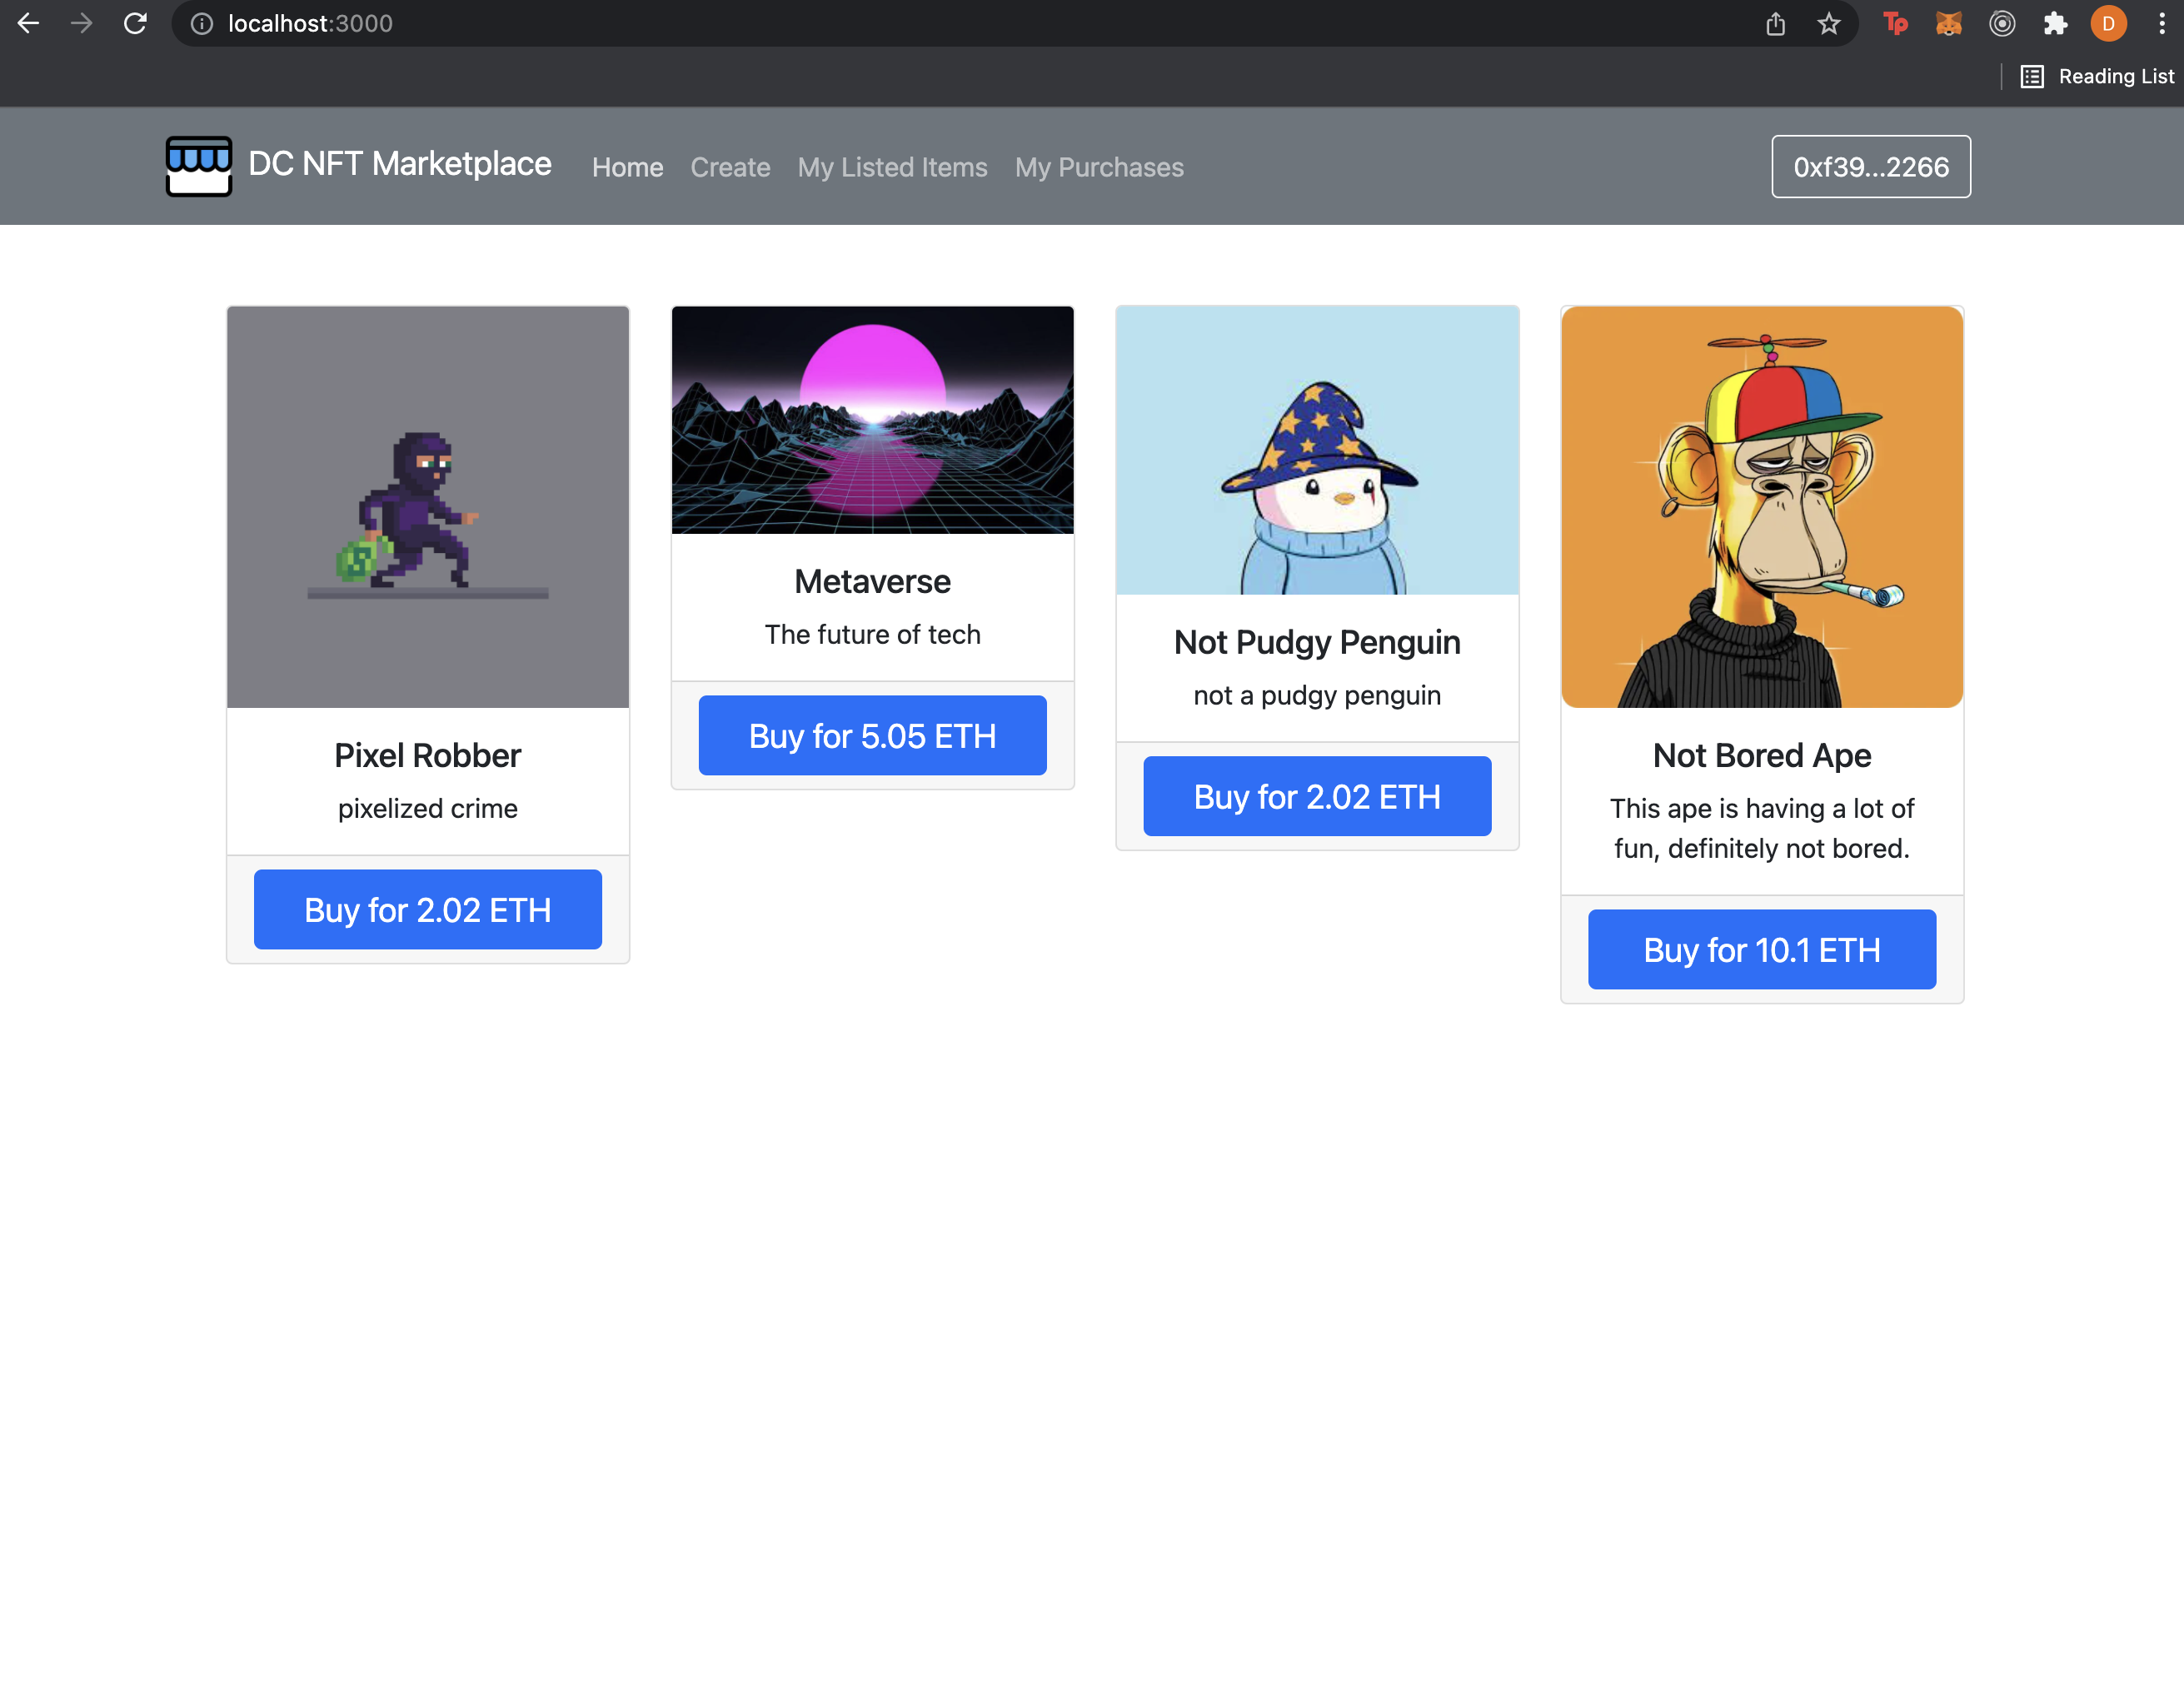 localhost:3000
Tp
D
Reading List
DC NFT Marketplace
Home
Create
My Listed Items
My Purchases
0xf39...2266
Pixel Robber
pixelized crime
Buy for 2.02 ETH
Metaverse
The future of tech
Buy for 5.05 ETH
Not Pudgy Penguin
not a pudgy penguin
Buy for 2.02 ETH
Not Bored Ape
This ape is having a lot of
fun, definitely not bored.
Buy for 10.1 ETH